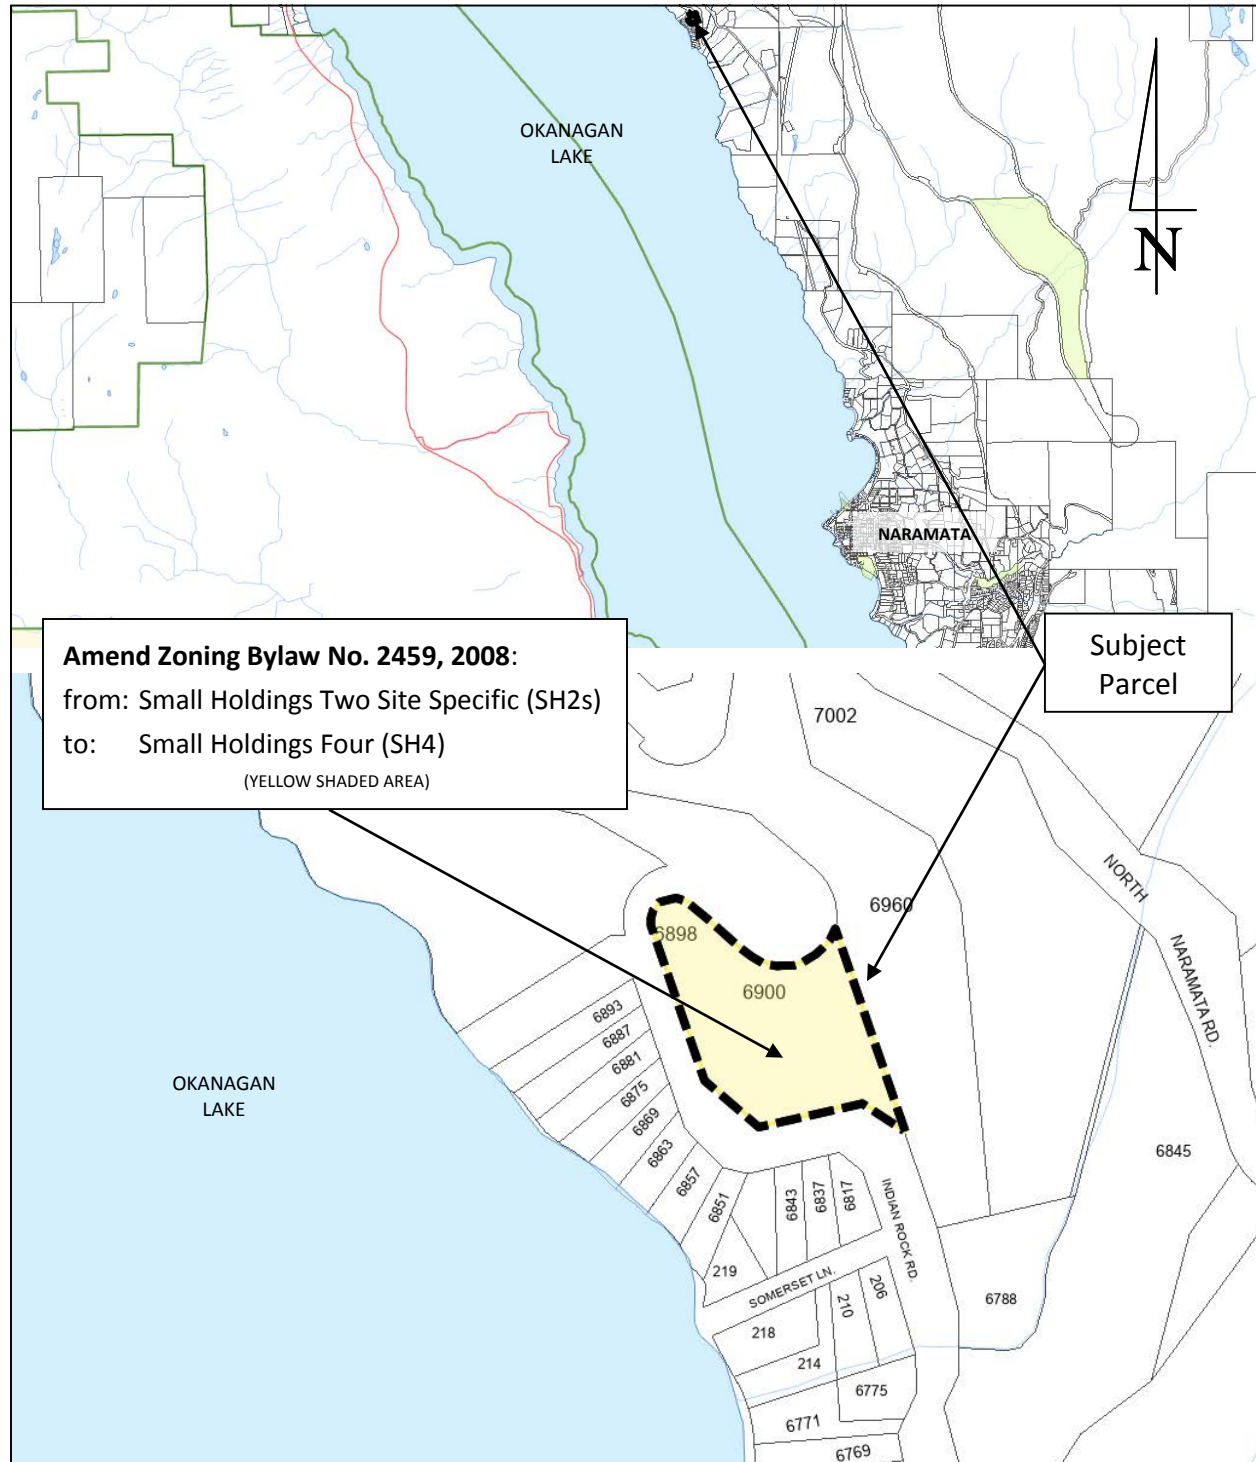 OKANAGAN
LAKE
N
NARAMATA
Subject
Parcel
Amend Zoning Bylaw No. 2459, 2008:
from: Small Holdings Two Site Specific (SH2s)
to: Small Holdings Four (SH4)
(YELLOW SHADED AREA)
7002
NORTH
NARAMATA RD.
6960
6898
6900
6893
6887
6881
6875
6869
6863
6857
6851
6843
6837
6817
INDIAN ROCK RD.
6845
OKANAGAN
LAKE
219
SOMERSET LN.
206
210
218
214
6788
6775
6771
6769